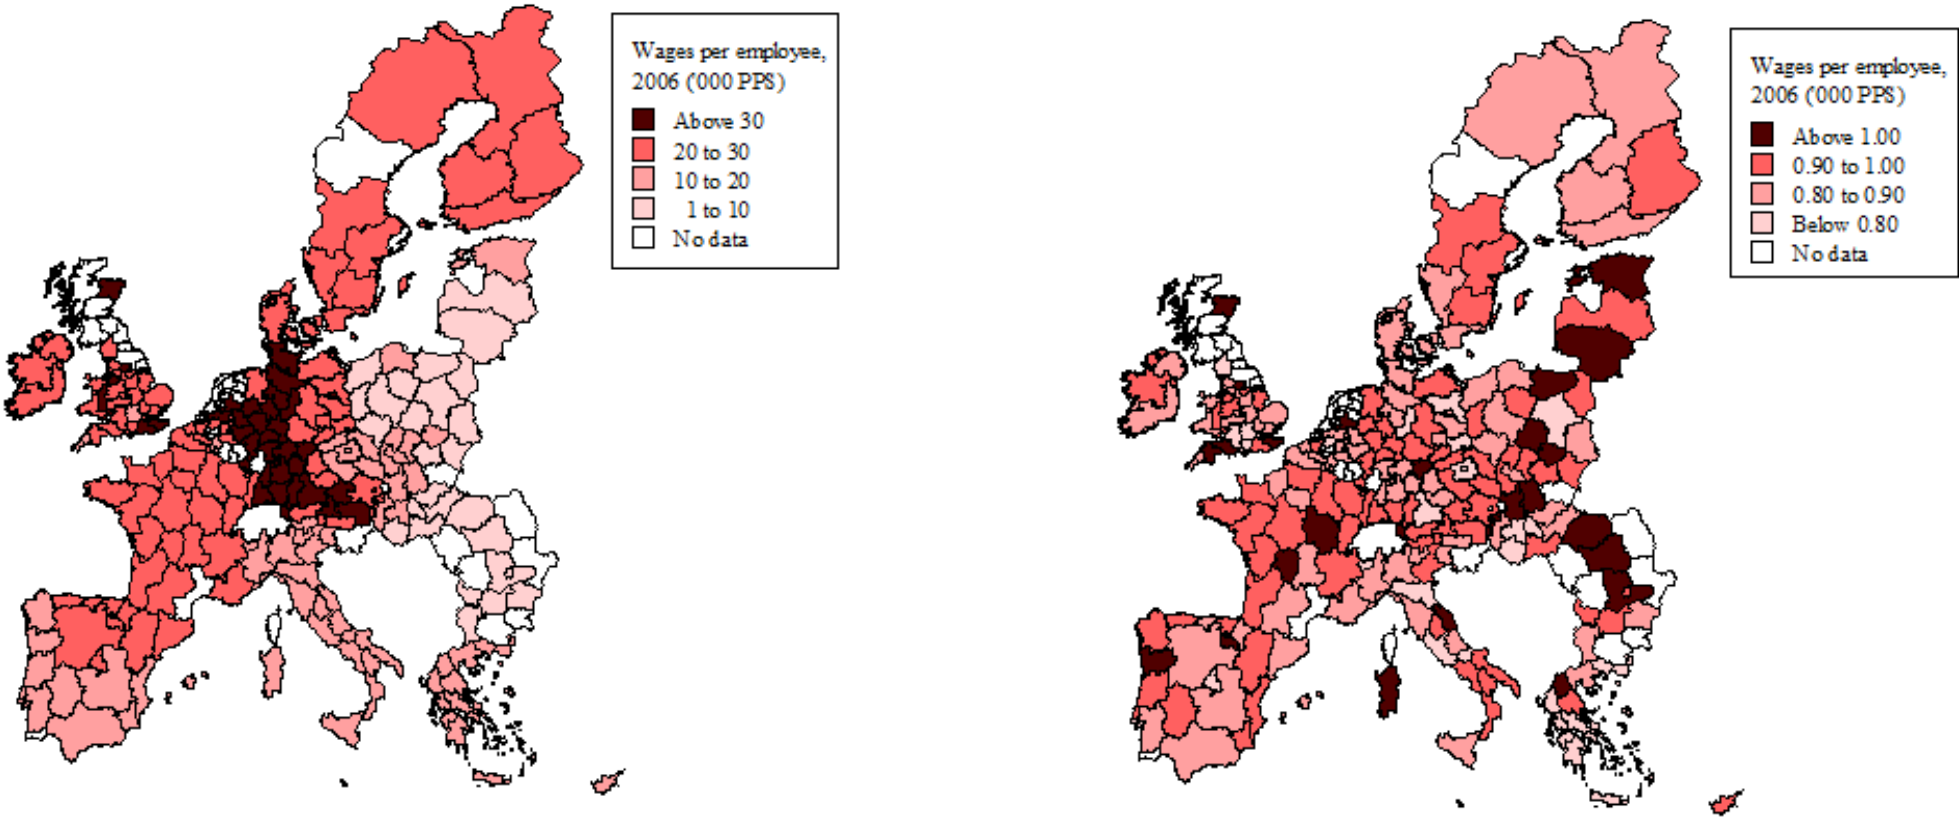 Wages per employee,
2006 ('000 PPS)
Above 30
20 to 30
10 to 20
1 to 10
No data
Wages per employee,
2006 ('000 PPS)
Above 1.00
0.90 to 1.00
0.80 to 0.90
Below 0.80
No data